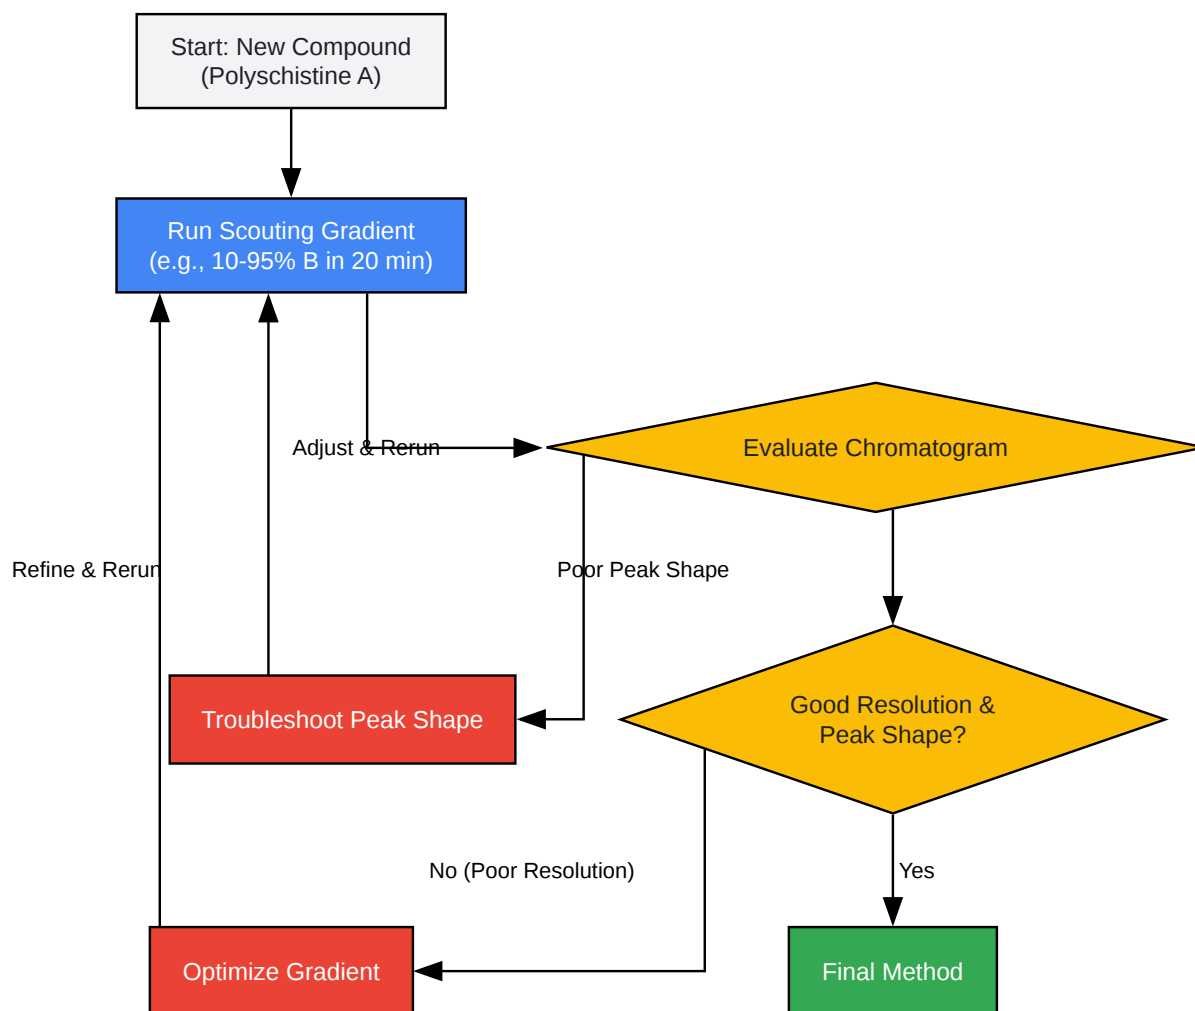 Start: New Compound
(Polyschistine A)
Run Scouting Gradient
(e.g., 10-95% B in 20 min)
Adjust & Rerun
Evaluate Chromatogram
Refine & Rerun
Poor Peak Shape
Troubleshoot Peak Shape
Good Resolution &
Peak Shape?
No (Poor Resolution)
Yes
Optimize Gradient
Final Method